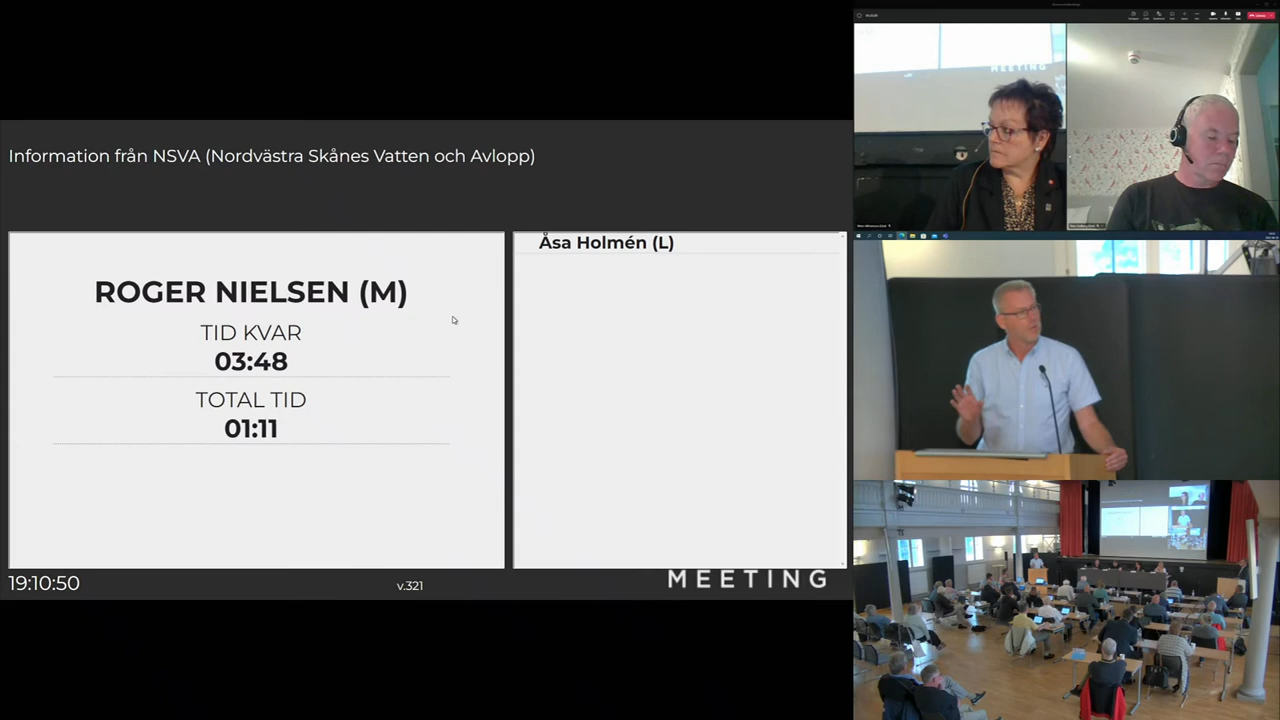 Information från NSVA (Nordvästra Skånes Vatten och Avlopp)
ROGER NIELSEN (M)
TID KVAR
03:48
TOTAL TID
01:11
Åsa Holmén (L)
19:10:50
v.321
MEETING
MEETING